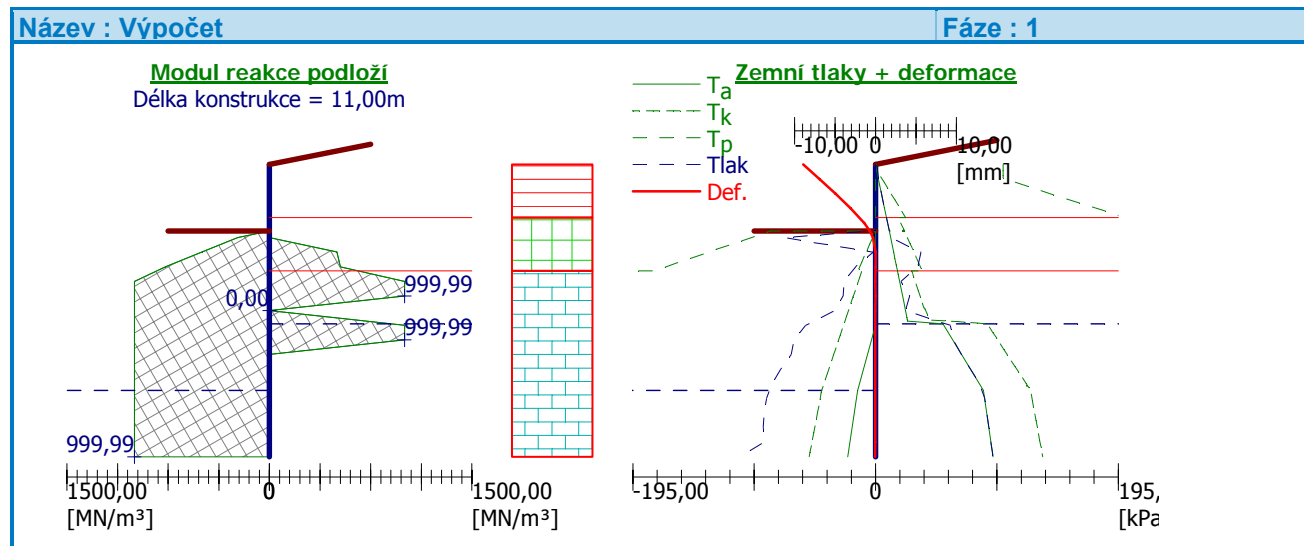 Název : Výpočet
Fáze : 1
Modul reakce podloží
Délka konstrukce = 11,00m
Zemní tlaky + deformace
Ta
Tk
Tp
Tlak
Def.
-10,00 0 10,00
[mm]
0,00
999,99
999,99
999,99
1500,00 0 1500,00
[MN/m³] [MN/m³]
-195,00 0 195,
[kPa